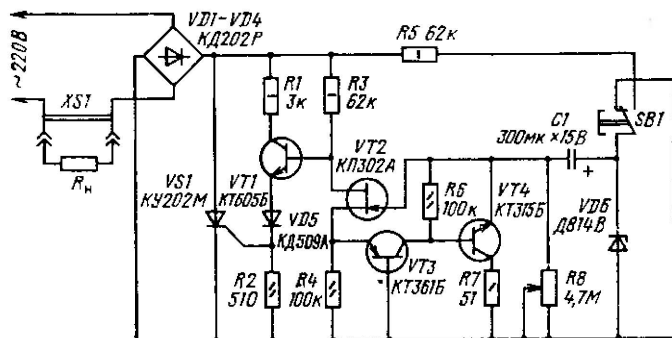 ~220В
XS1
Rн
VD1-VD4
КД202Р
R5 62к
R1
3к
R3
62к
VT2
КП302А
C1
300мк × 15В
+
SB1
VS1
КУ202М
VT1
КТ605Б
VD5
КД509А
R6
100к
VT4
КТ315Б
VD6
Д814В
R2
510
R4
100к
VT3
КТ361Б
R7
51
R8
4,7М